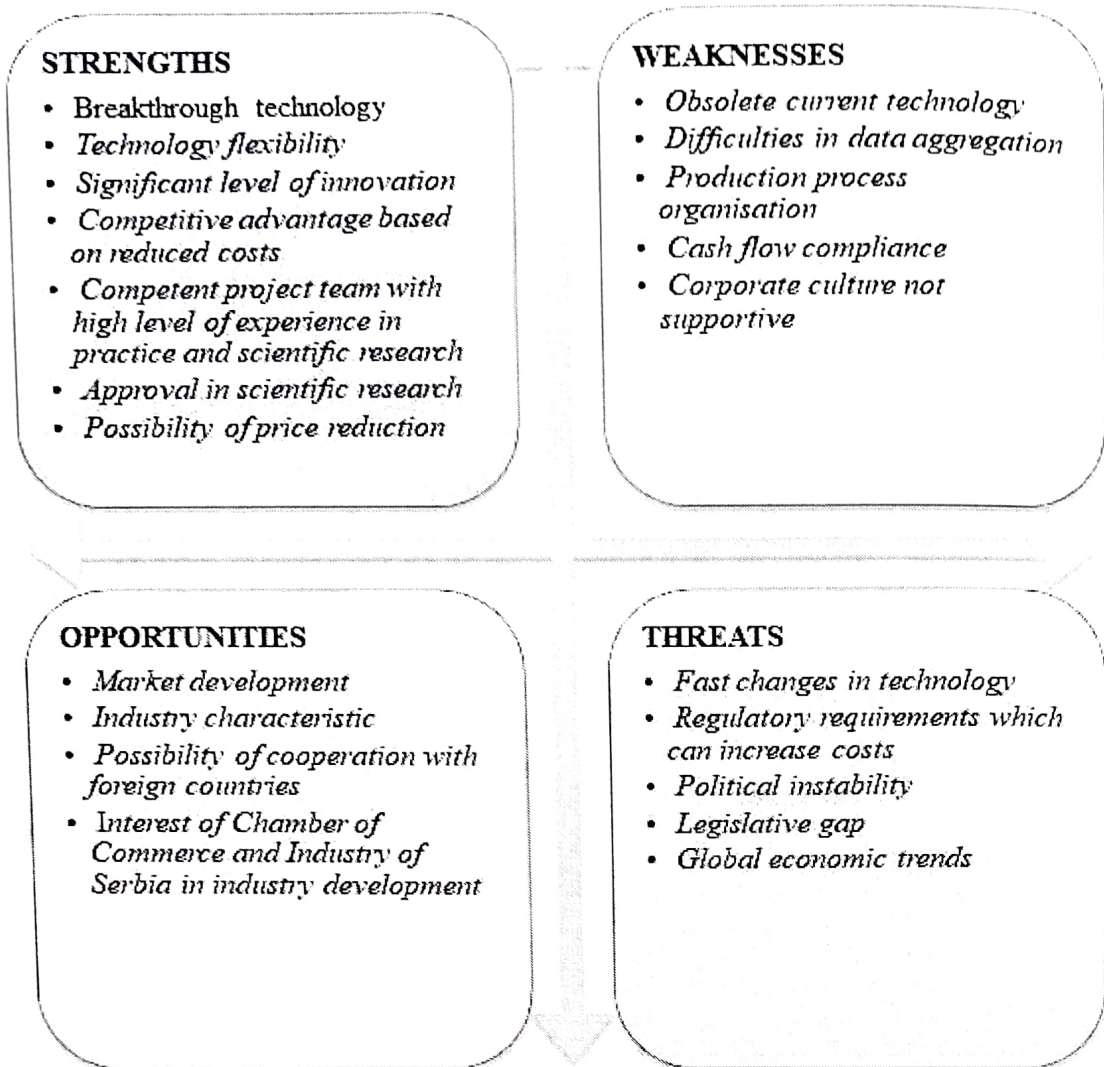 STRENGTHS
• Breakthrough technology
• Technology flexibility
• Significant level of innovation
• Competitive advantage based
on reduced costs
• Competent project team with
high level of experience in
practice and scientific research
• Approval in scientific research
• Possibility of price reduction
WEAKNESSES
• Obsolete current technology
• Difficulties in data aggregation
• Production process
organisation
• Cash flow compliance
• Corporate culture not
supportive
OPPORTUNITIES
• Market development
• Industry characteristic
• Possibility of cooperation with
foreign countries
• Interest of Chamber of
Commerce and Industry of
Serbia in industry development
THREATS
• Fast changes in technology
• Regulatory requirements which
can increase costs
• Political instability
• Legislative gap
• Global economic trends